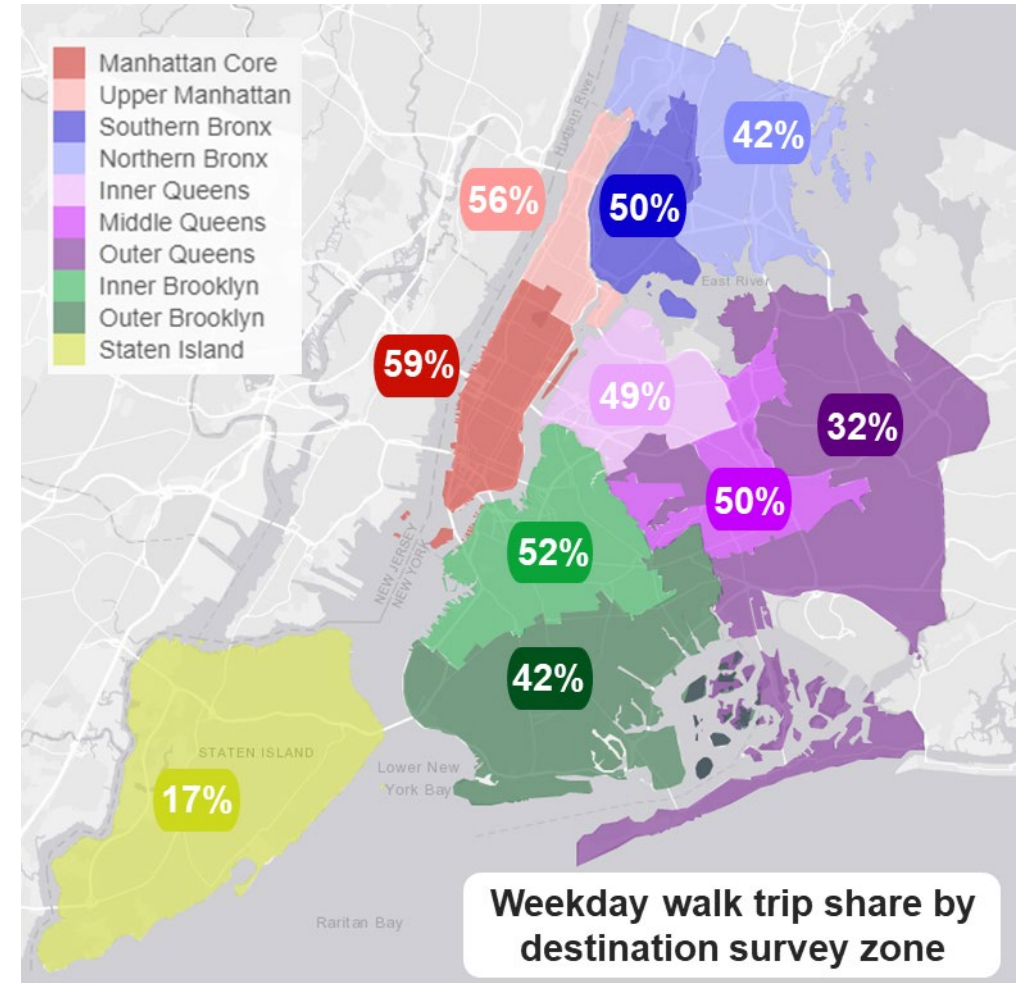 Manhattan Core
Upper Manhattan
Southern Bronx
Northern Bronx
Inner Queens
Middle Queens
Outer Queens
Inner Brooklyn
Outer Brooklyn
Staten Island
Hudson River
42%
56%
50%
East River
59%
49%
32%
50%
52%
NEW JERSEY
NEW YORK
42%
STATEN ISLAND
Lower New
York Bay
17%
Raritan Bay
Weekday walk trip share by
destination survey zone